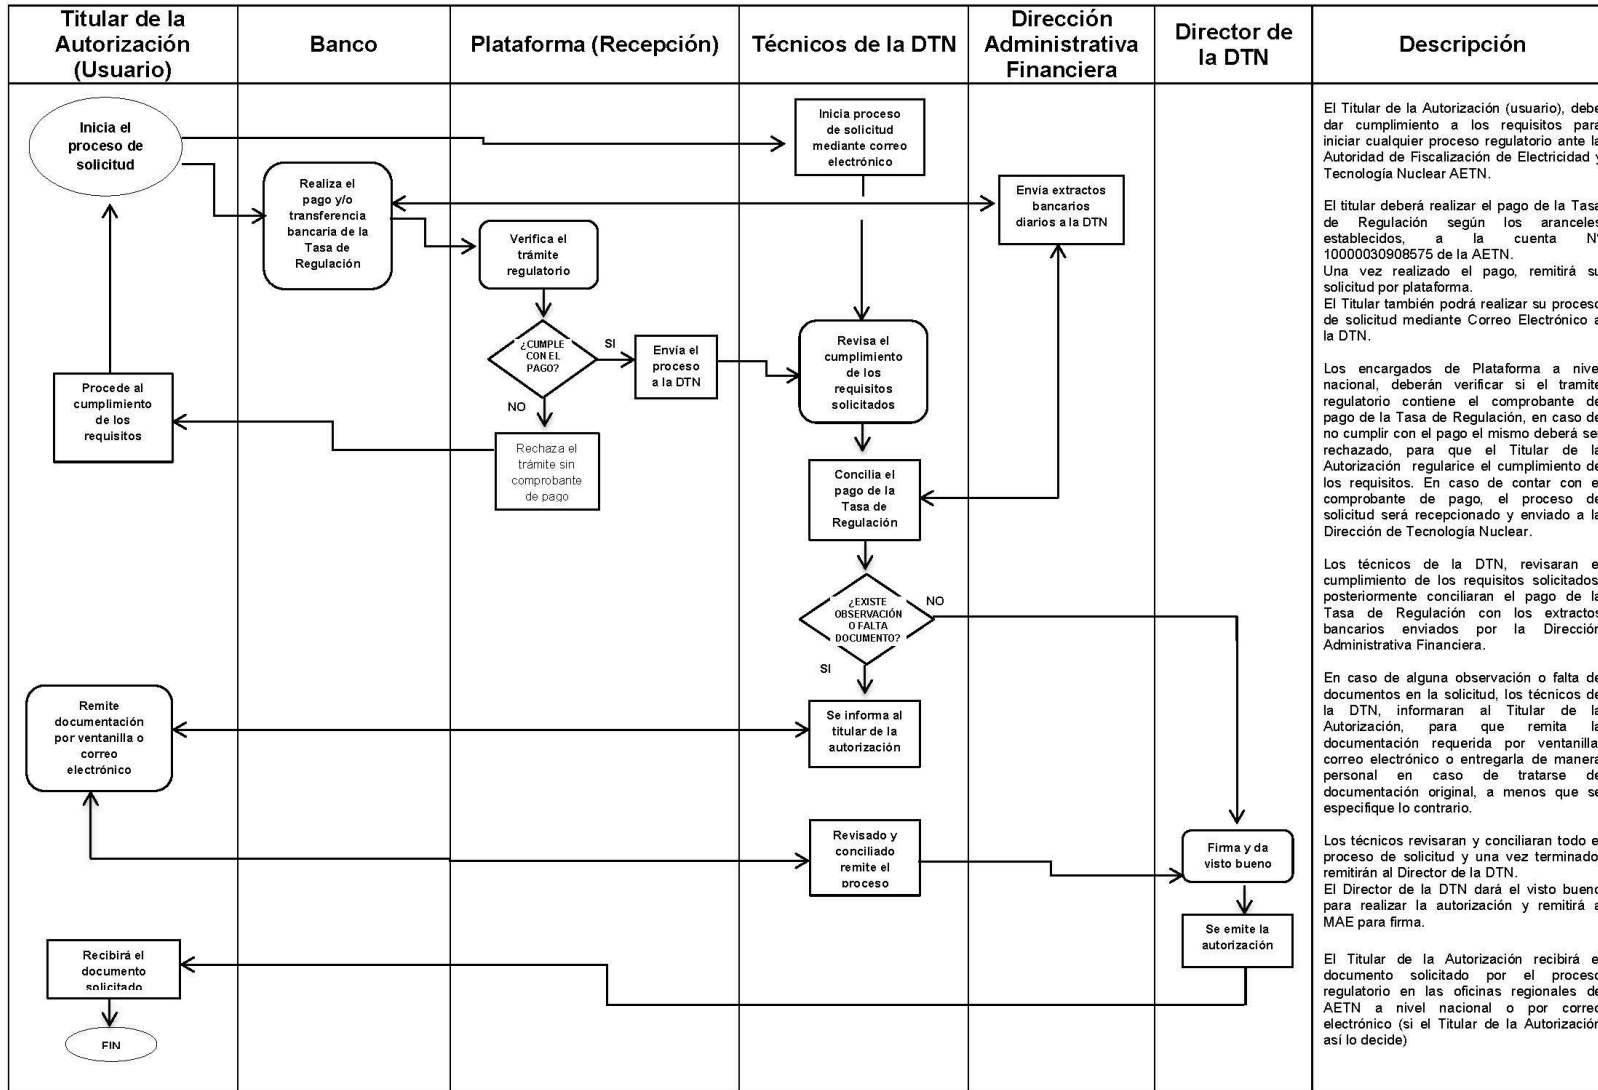 Titular de la
Autorización
(Usuario)
Banco
Plataforma (Recepción)
Técnicos de la DTN
Dirección
Administrativa
Financiera
Director de
la DTN
Descripción
Inicia el
proceso de
solicitud
Inicia proceso
de solicitud
mediante correo
electrónico
Realiza el
pago y/o
transferencia
bancaria de la
Tasa de
Regulación
Envía extractos
bancarios
diarios a la DTN
Verifica el
trámite
regulatorio
¿CUMPLE
CON EL
PAGO?
SI
NO
Envía el
proceso
a la DTN
Revisa el
cumplimiento
de los
requisitos
solicitados
Procede al
cumplimiento
de los
requisitos
Rechaza el
trámite sin
comprobante
de pago
Concilia el
pago de la
Tasa de
Regulación
¿EXISTE
OBSERVACIÓN
O FALTA
DOCUMENTO?
NO
SI
Remite
documentación
por ventanilla o
correo
electrónico
Se informa al
titular de la
autorización
Revisado y
conciliado
remite el
proceso
Firma y da
visto bueno
Se emite la
autorización
Recibirá el
documento
solicitado
FIN
El Titular de la Autorización (usuario), debe
dar cumplimiento a los requisitos para
iniciar cualquier proceso regulatorio ante la
Autoridad de Fiscalización de Electricidad y
Tecnología Nuclear AETN.
El titular deberá realizar el pago de la Tasa
de Regulación según los aranceles
establecidos, a la cuenta N°
10000030908575 de la AETN.
Una vez realizado el pago, remitirá su
solicitud por plataforma.
El Titular también podrá realizar su proceso
de solicitud mediante Correo Electrónico a
la DTN.
Los encargados de Plataforma a nivel
nacional, deberán verificar si el tramite
regulatorio contiene el comprobante de
pago de la Tasa de Regulación, en caso de
no cumplir con el pago el mismo deberá ser
rechazado, para que el Titular de la
Autorización regularice el cumplimiento de
los requisitos. En caso de contar con el
comprobante de pago, el proceso de
solicitud será recepcionado y enviado a la
Dirección de Tecnología Nuclear.
Los técnicos de la DTN, revisaran el
cumplimiento de los requisitos solicitados
posteriormente conciliaran el pago de la
Tasa de Regulación con los extractos
bancarios enviados por la Dirección
Administrativa Financiera.
En caso de alguna observación o falta de
documentos en la solicitud, los técnicos de
la DTN, informaran al Titular de la
Autorización, para que remita la
documentación requerida por ventanilla
correo electrónico o entregarla de manera
personal en caso de tratarse de
documentación original, a menos que se
especifique lo contrario.
Los técnicos revisaran y conciliaran todo el
proceso de solicitud y una vez terminado
remitirán al Director de la DTN.
El Director de la DTN dará el visto bueno
para realizar la autorización y remitirá a
MAE para firma.
El Titular de la Autorización recibirá el
documento solicitado por el proceso
regulatorio en las oficinas regionales de
AETN a nivel nacional o por correo
electrónico (si el Titular de la Autorización
así lo decide)